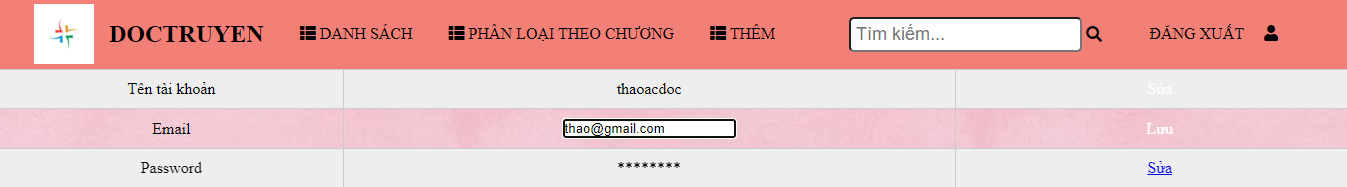 DOCTRUYEN DANH SÁCH PHÂN LOẠI THEO CHƯƠNG THÊM Tìm kiếm... ĐĂNG XUẤT
Tên tài khoản thaoacdoc Sửa
Email thao@gmail.com Lưu
Password ******** Sửa